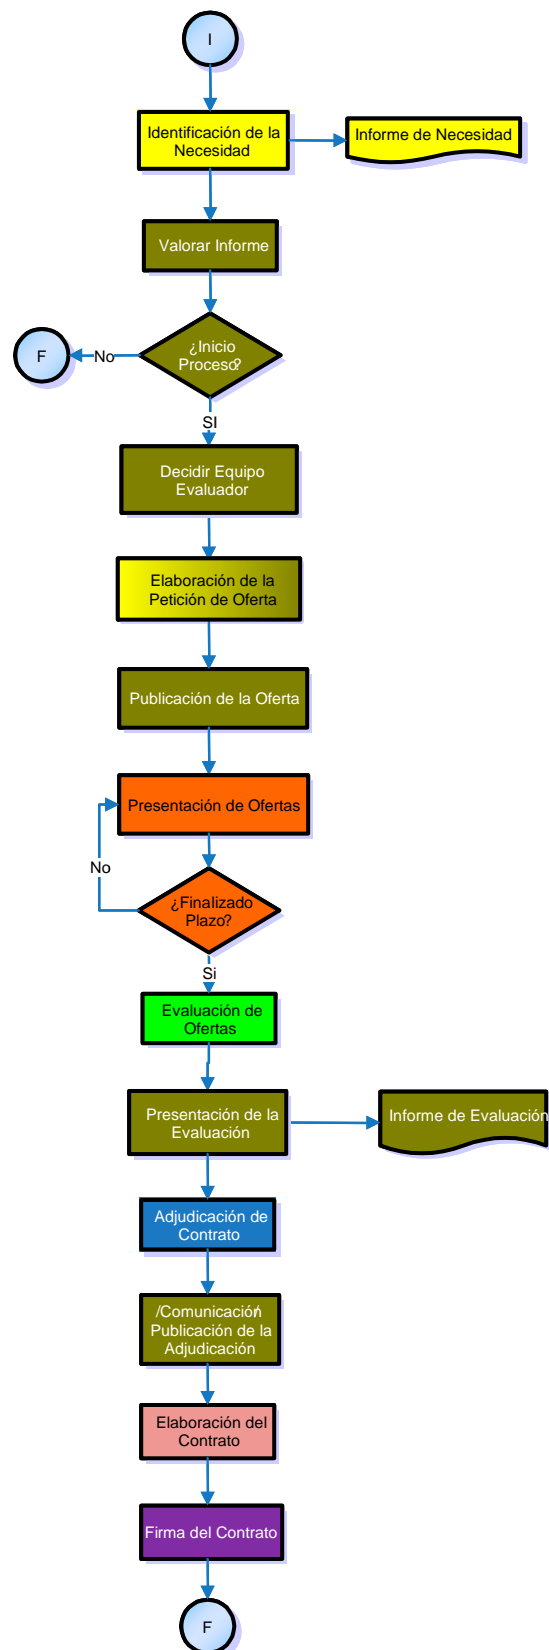 I
Identificación de la
Necesidad
Informe de Necesidad
Valorar Informe
¿Inicio
Proceso?
No
F
SI
Decidir Equipo
Evaluador
Elaboración de la
Petición de Oferta
Publicación de la Oferta
Presentación de Ofertas
No
¿Finalizado
Plazo?
Si
Evaluación de
Ofertas
Presentación de la
Evaluación
Informe de Evaluación
Adjudicación de
Contrato
/Comunicación/
Publicación de la
Adjudicación
Elaboración del
Contrato
Firma del Contrato
F